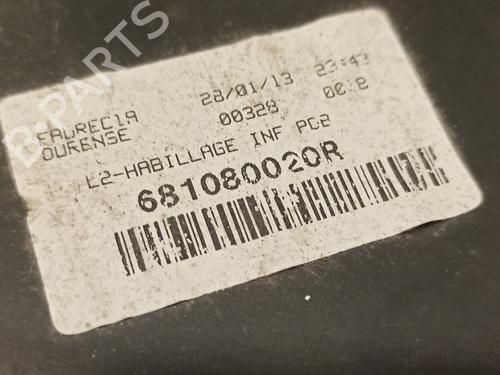 B-PARTS
FAURECIA 28/01/13 23:43
OURENSE 00328 00:2
L2-HABILLAGE INF PC2
681080020R